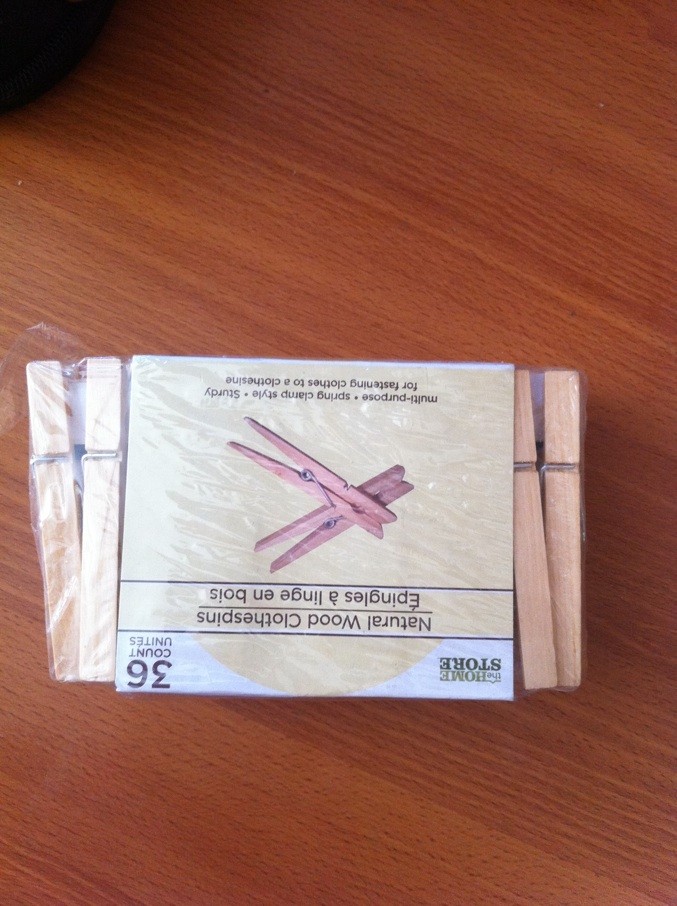 the HOME
STORE
36
COUNT
UNITÉS
Natural Wood Clothespins
Épingles à linge en bois
multi-purpose • spring clamp style • Sturdy
for fastening clothes to a clothesine